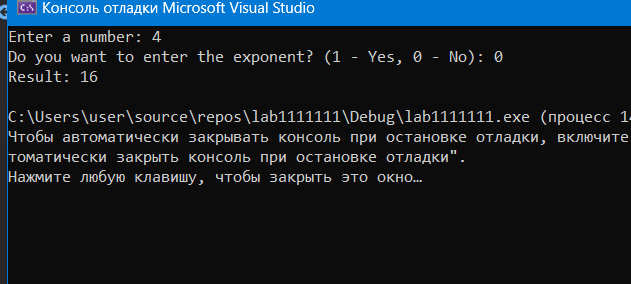 Консоль отладки Microsoft Visual Studio
Enter a number: 4
Do you want to enter the exponent? (1 - Yes, 0 - No): 0
Result: 16
C:\Users\user\source\repos\lab1111111\Debug\lab1111111.exe (процесс 14
Чтобы автоматически закрывать консоль при остановке отладки, включите
томатически закрыть консоль при остановке отладки".
Нажмите любую клавишу, чтобы закрыть это окно…